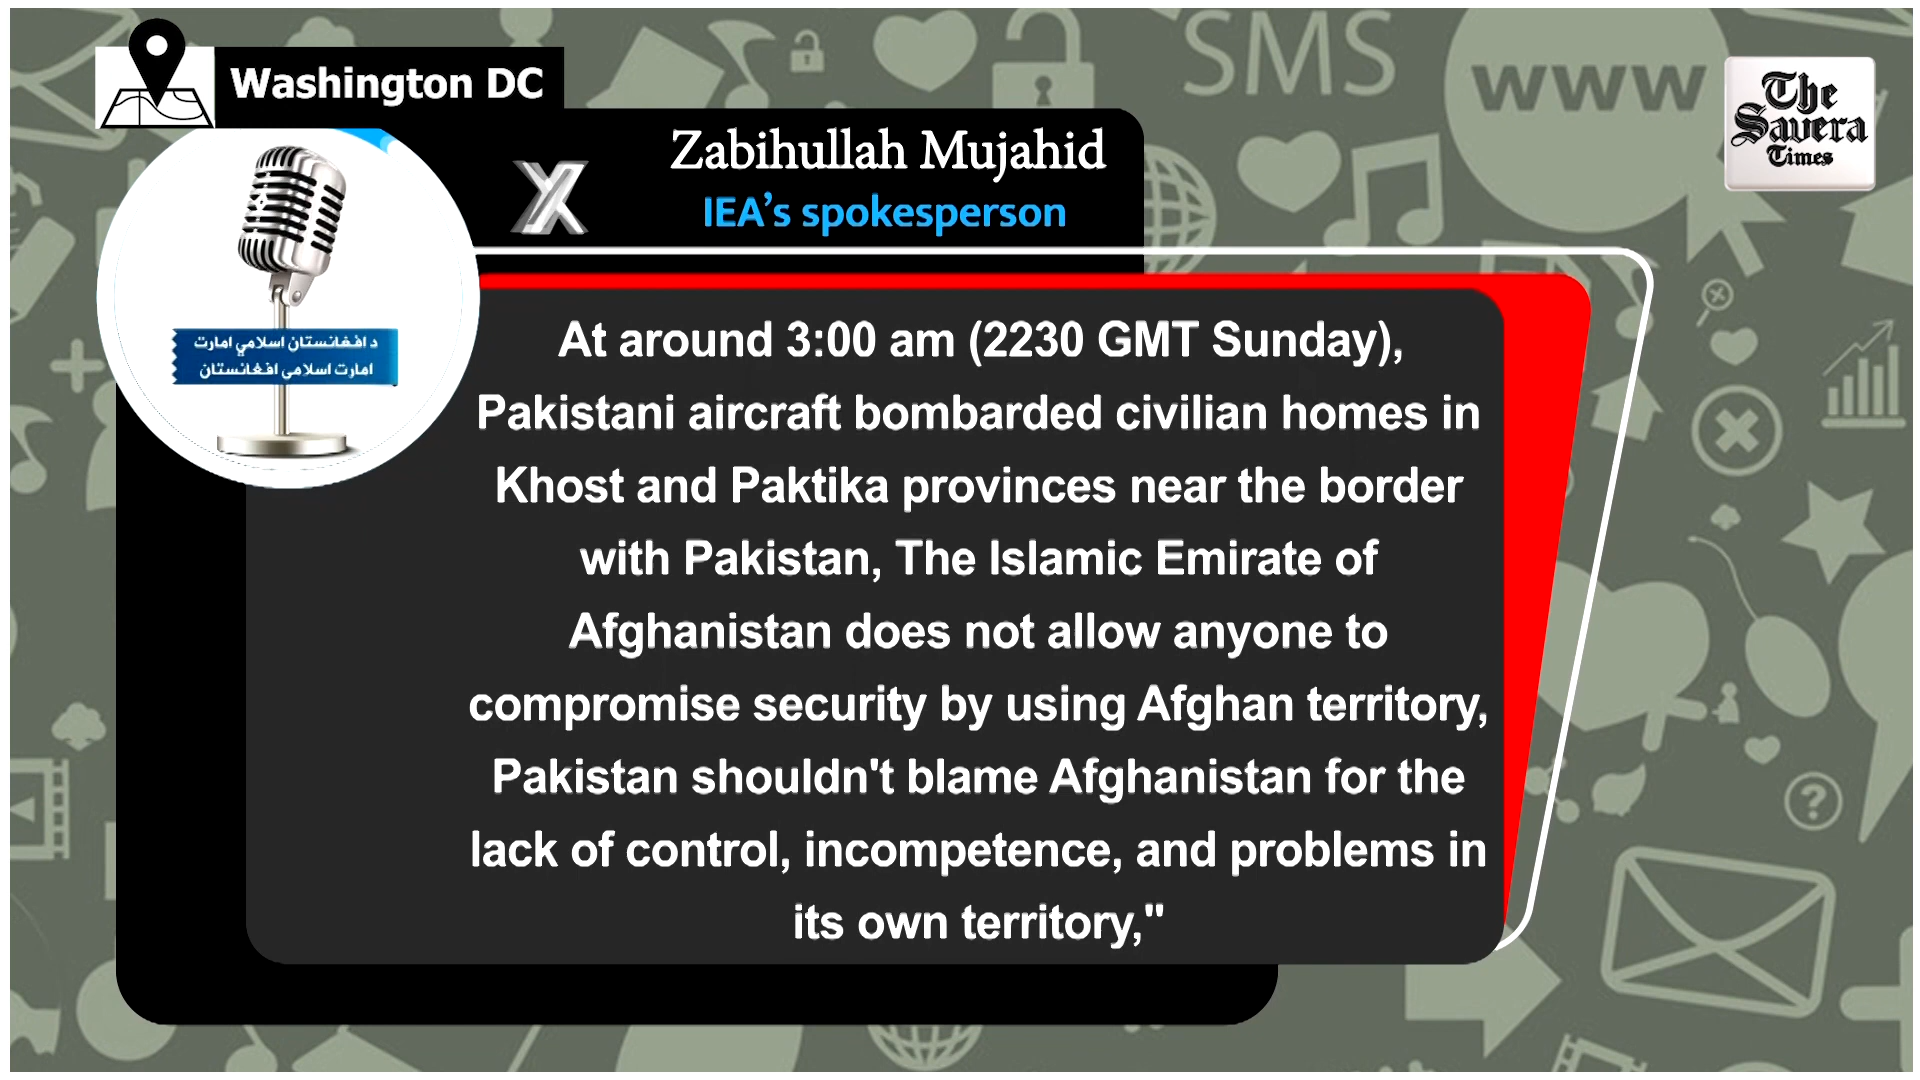 Washington DC
SMS
www
The
Savera
Times
X
Zabihullah Mujahid
IEA's spokesperson
د افغانستان اسلامي امارت
امارت اسلامی افغانستان
At around 3:00 am (2230 GMT Sunday),
Pakistani aircraft bombarded civilian homes in
Khost and Paktika provinces near the border
with Pakistan, The Islamic Emirate of
Afghanistan does not allow anyone to
compromise security by using Afghan territory,
Pakistan shouldn't blame Afghanistan for the
lack of control, incompetence, and problems in
its own territory,"